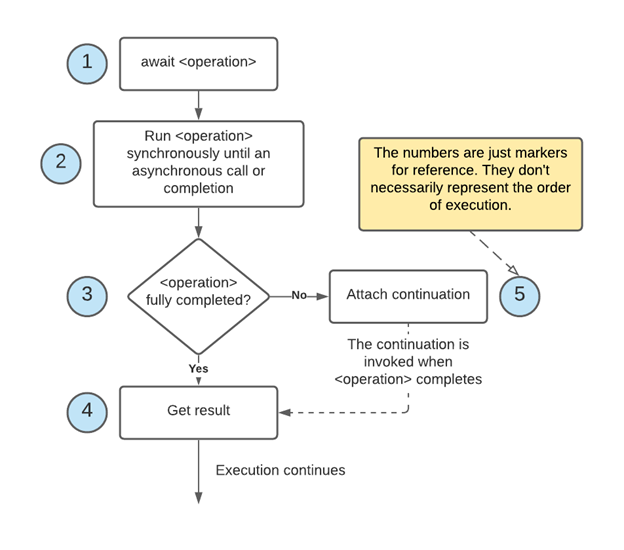 1
await <operation>
2
Run <operation>
synchronously until an
asynchronous call or
completion
The numbers are just markers
for reference. They don't
necessarily represent the order
of execution.
3
<operation>
fully completed?
No
Attach continuation
5
The continuation is
invoked when
<operation> completes
Yes
4
Get result
Execution continues